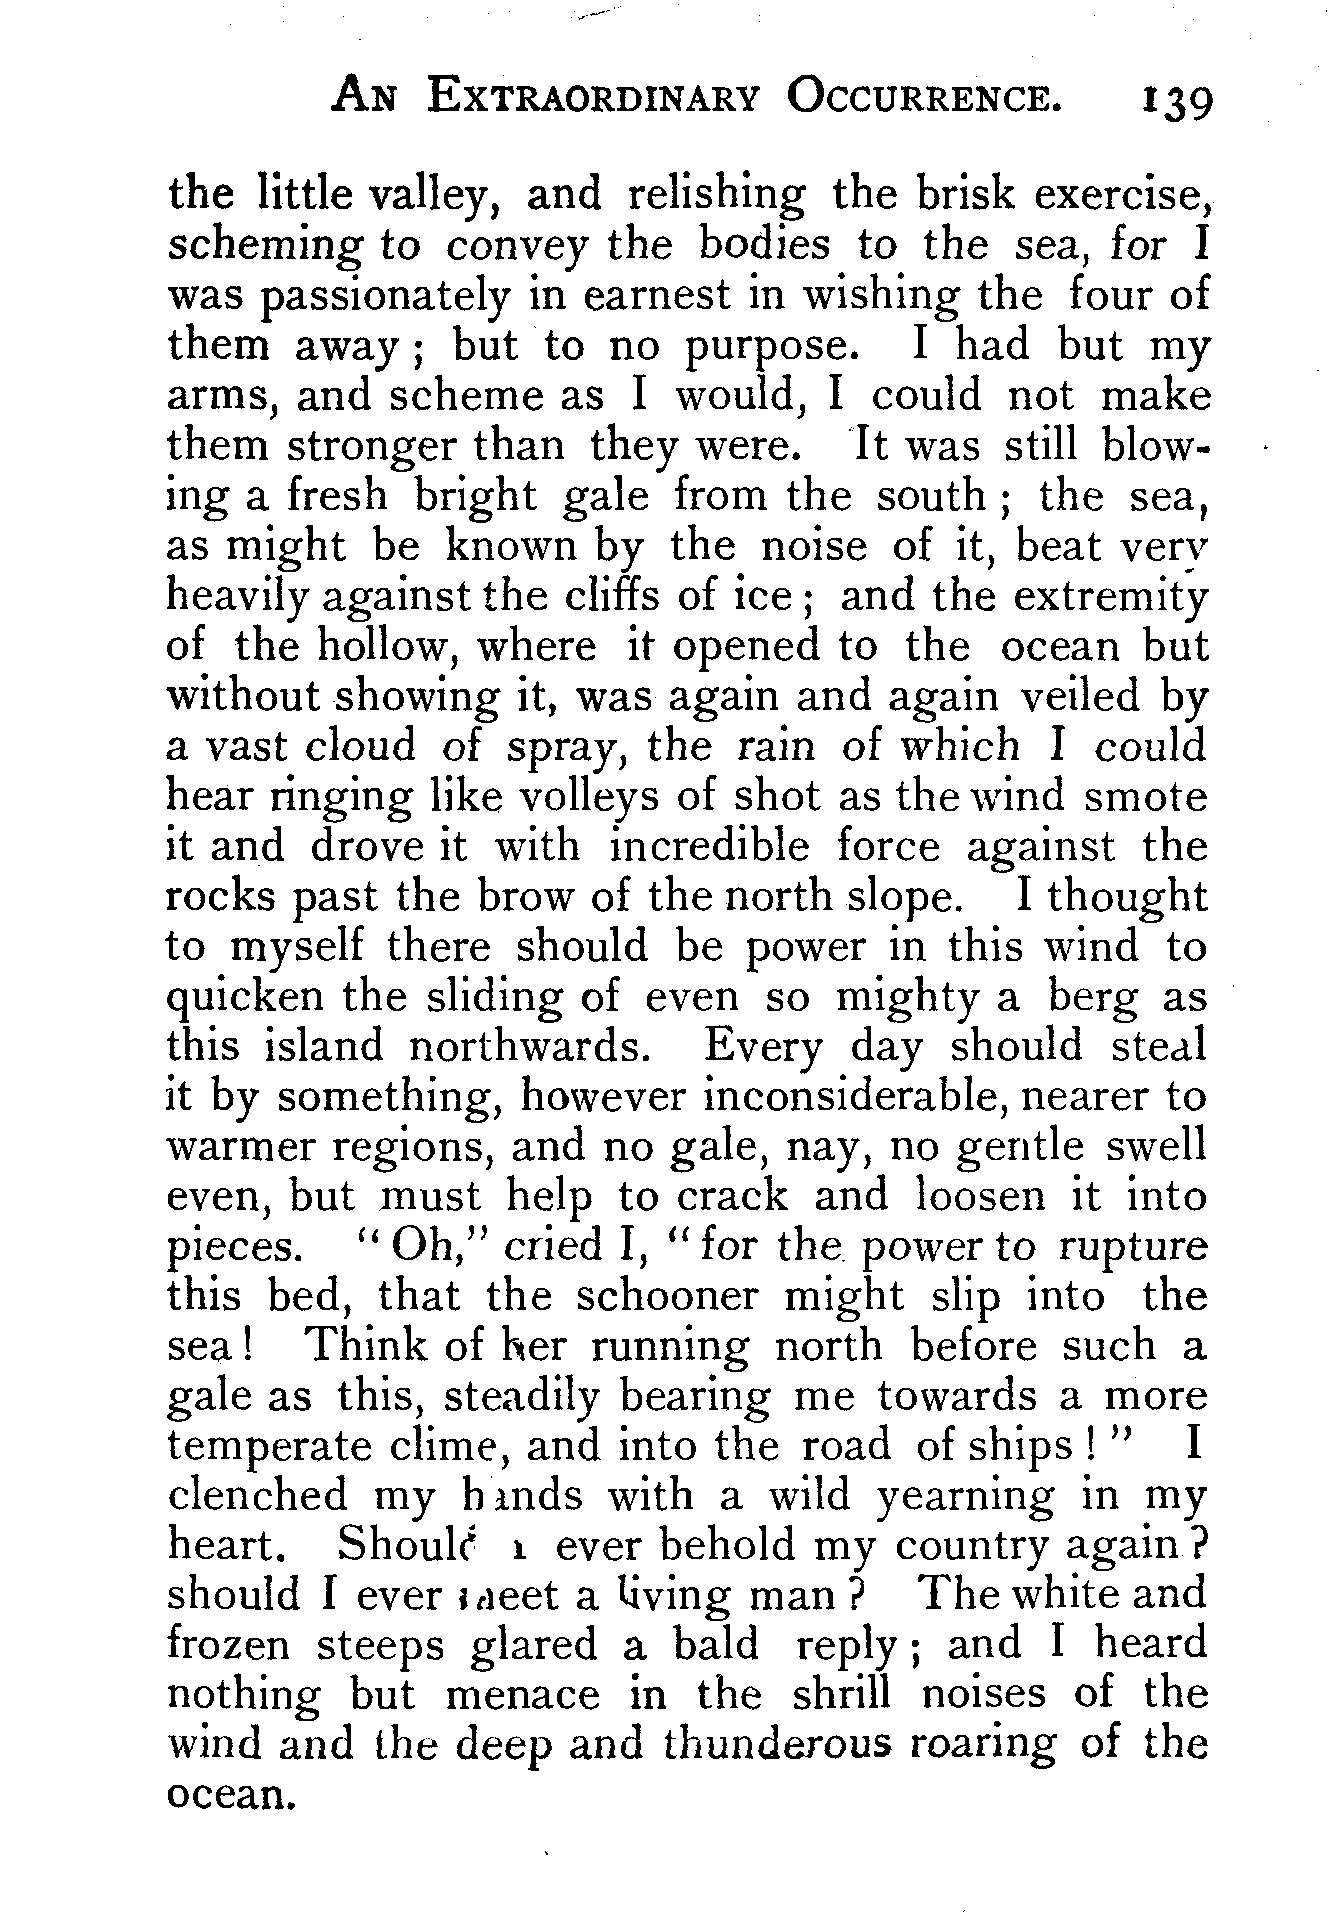 An Extraordinary Occurrence. 139
the little valley, and relishing the brisk exercise,
scheming to convey the bodies to the sea, for I
was passionately in earnest in wishing the four of
them away ; but to no purpose. I had but my
arms, and scheme as I would, I could not make
them stronger than they were. It was still blow-
ing a fresh bright gale from the south ; the sea,
as might be known by the noise of it, beat very
heavily against the cliffs of ice ; and the extremity
of the hollow, where it opened to the ocean but
without showing it, was again and again veiled by
a vast cloud of spray, the rain of which I could
hear ringing like volleys of shot as the wind smote
it and drove it with incredible force against the
rocks past the brow of the north slope. I thought
to myself there should be power in this wind to
quicken the sliding of even so mighty a berg as
this island northwards. Every day should steal
it by something, however inconsiderable, nearer to
warmer regions, and no gale, nay, no gentle swell
even, but must help to crack and loosen it into
pieces. “ Oh,” cried I, “ for the power to rupture
this bed, that the schooner might slip into the
sea ! Think of her running north before such a
gale as this, steadily bearing me towards a more
temperate clime, and into the road of ships ! ” I
clenched my hands with a wild yearning in my
heart. Should I ever behold my country again ?
should I ever meet a living man ? The white and
frozen steeps glared a bald reply ; and I heard
nothing but menace in the shrill noises of the
wind and the deep and thunderous roaring of the
ocean.